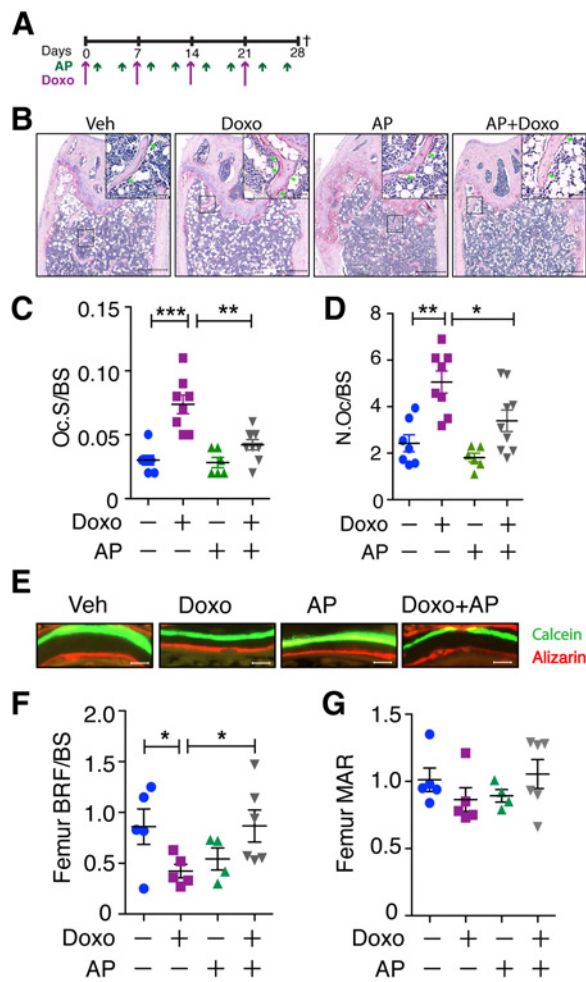 A
Days 0 7 14 21 28 †
AP
Doxo
B
Veh Doxo AP AP+Doxo
C
0.15
0.10
0.05
0
Oc.S/BS
*** **
Doxo − + − +
AP − − + +
D
8
6
4
2
0
N.Oc/BS
** *
Doxo − + − +
AP − − + +
E
Veh Doxo AP Doxo+AP
Calcein
Alizarin
F
2.0
1.5
1.0
0.5
0
Femur BRF/BS
* *
Doxo − + − +
AP − − + +
G
1.5
1.0
0.5
0
Femur MAR
Doxo − + − +
AP − − + +